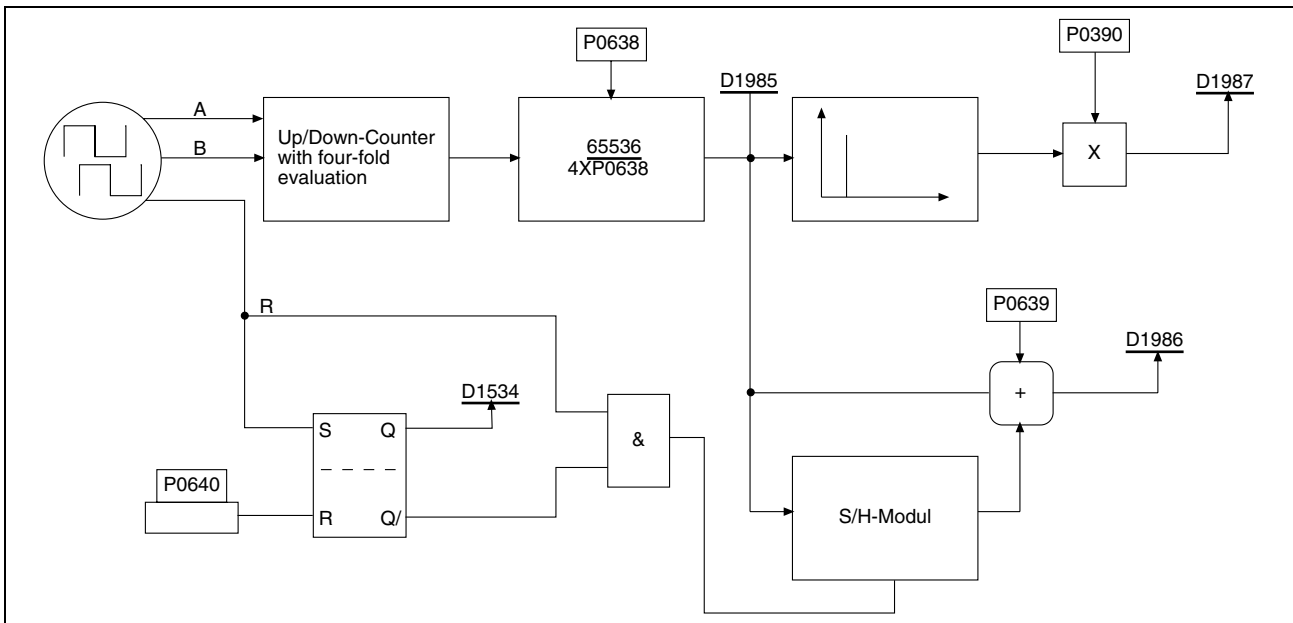 P0638
P0390
D1985
D1987
A
B
Up/Down-Counter
with four-fold
evaluation
65536
4XP0638
X
R
P0639
D1986
D1534
+
S Q
&
P0640
R Q/
S/H-Modul